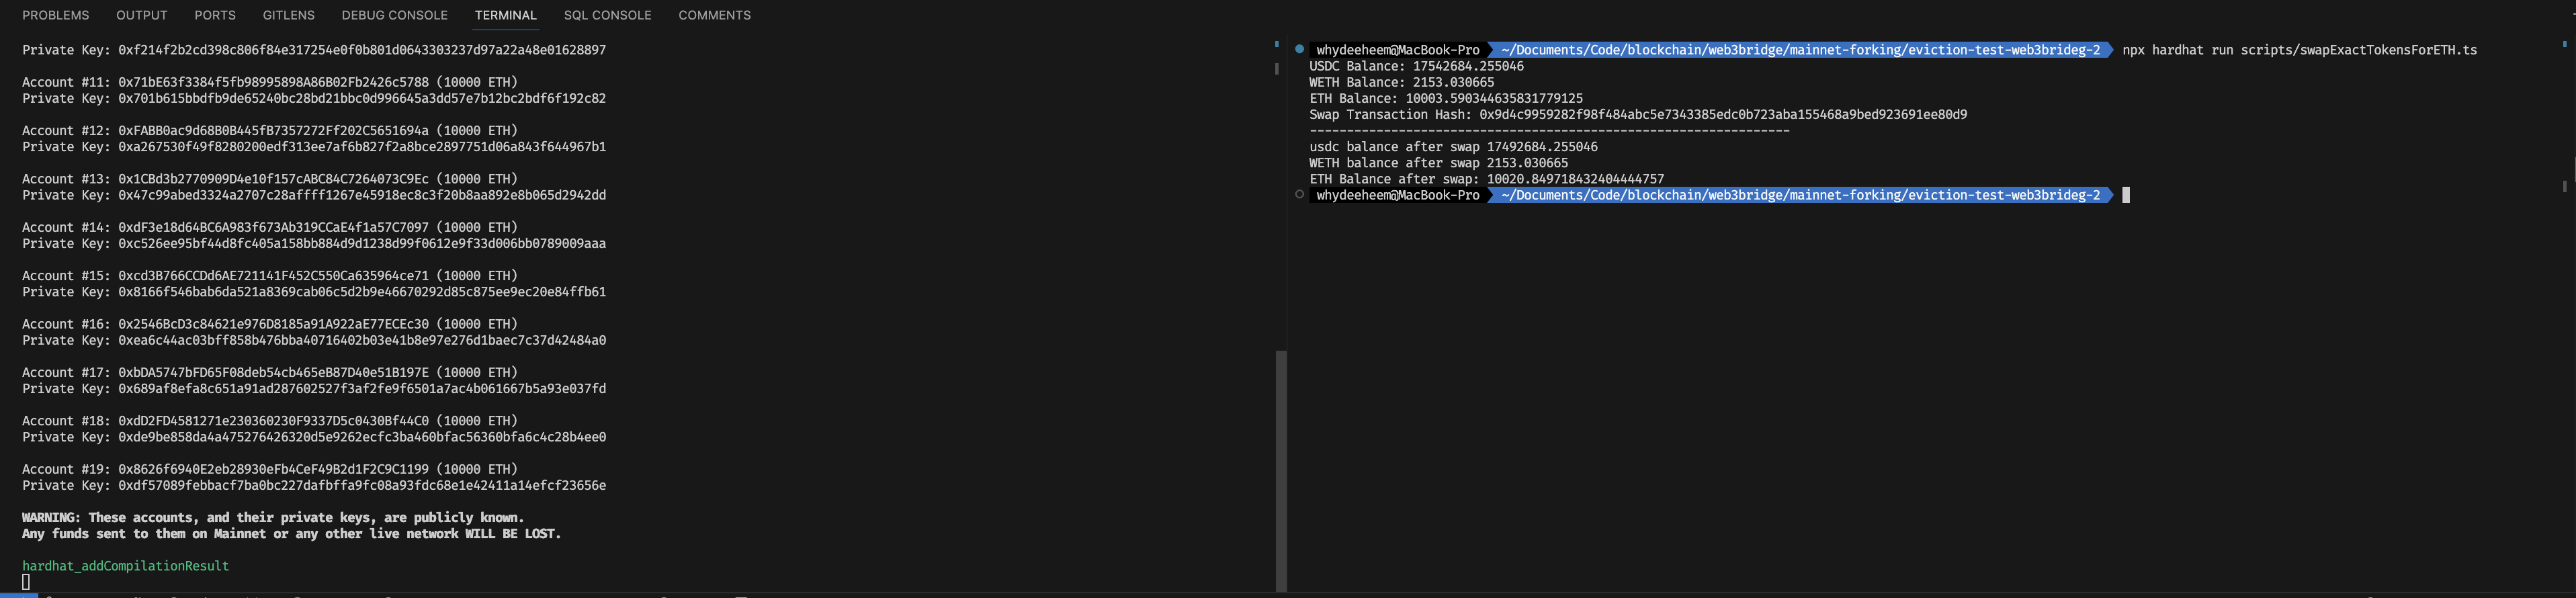 PROBLEMS OUTPUT PORTS GITLENS DEBUG CONSOLE TERMINAL SQL CONSOLE COMMENTS
Private Key: 0xf214f2b2cd398c806f84e317254e0f0b801d0643303237d97a22a48e01628897
Account #11: 0x71bE63f3384f5fb98995898A86B02Fb2426c5788 (10000 ETH)
Private Key: 0x701b615bbdfb9de65240bc28bd21bbc0d996645a3dd57e7b12bc2bdf6f192c82
Account #12: 0xFABB0ac9d68B0B445fB7357272Ff202C5651694a (10000 ETH)
Private Key: 0xa267530f49f8280200edf313ee7af6b827f2a8bce2897751d06a843f644967b1
Account #13: 0x1CBd3b2770909D4e10f157cABC84C7264073C9Ec (10000 ETH)
Private Key: 0x47c99abed3324a2707c28affff1267e45918ec8c3f20b8aa892e8b065d2942dd
Account #14: 0xdF3e18d64BC6A983f673Ab319CCaE4f1a57C7097 (10000 ETH)
Private Key: 0xc526ee95bf44d8fc405a158bb884d9d1238d99f0612e9f33d006bb0789009aaa
Account #15: 0xcd3B766CCDd6AE721141F452C550Ca635964ce71 (10000 ETH)
Private Key: 0x8166f546bab6da521a8369cab06c5d2b9e46670292d85c875ee9ec20e84ffb61
Account #16: 0x2546BcD3c84621e976D8185a91A922aE77ECEc30 (10000 ETH)
Private Key: 0xea6c44ac03bff858b476bba40716402b03e41b8e97e276d1baec7c37d42484a0
Account #17: 0xbDA5747bFD65F08deb54cb465eB87D40e51B197E (10000 ETH)
Private Key: 0x689af8efa8c651a91ad287602527f3af2fe9f6501a7ac4b061667b5a93e037fd
Account #18: 0xdD2FD4581271e230360230F9337D5c0430Bf44C0 (10000 ETH)
Private Key: 0xde9be858da4a475276426320d5e9262ecfc3ba460bfac56360bfa6c4c28b4ee0
Account #19: 0x8626f6940E2eb28930eFb4CeF49B2d1F2C9C1199 (10000 ETH)
Private Key: 0xdf57089febbacf7ba0bc227dafbffa9fc08a93fdc68e1e42411a14efcf23656e
WARNING: These accounts, and their private keys, are publicly known.
Any funds sent to them on Mainnet or any other live network WILL BE LOST.
hardhat_addCompilationResult
whydeeheem@MacBook-Pro ~/Documents/Code/blockchain/web3bridge/mainnet-forking/eviction-test-web3brideg-2 npx hardhat run scripts/swapExactTokensForETH.ts
USDC Balance: 17542684.255046
WETH Balance: 2153.030665
ETH Balance: 10003.590344635831779125
Swap Transaction Hash: 0x9d4c9959282f98f484abc5e7343385edc0b723aba155468a9bed923691ee80d9
-----------------------------------------------------------------
usdc balance after swap 17492684.255046
WETH balance after swap 2153.030665
ETH Balance after swap: 10020.849718432404444757
whydeeheem@MacBook-Pro ~/Documents/Code/blockchain/web3bridge/mainnet-forking/eviction-test-web3brideg-2